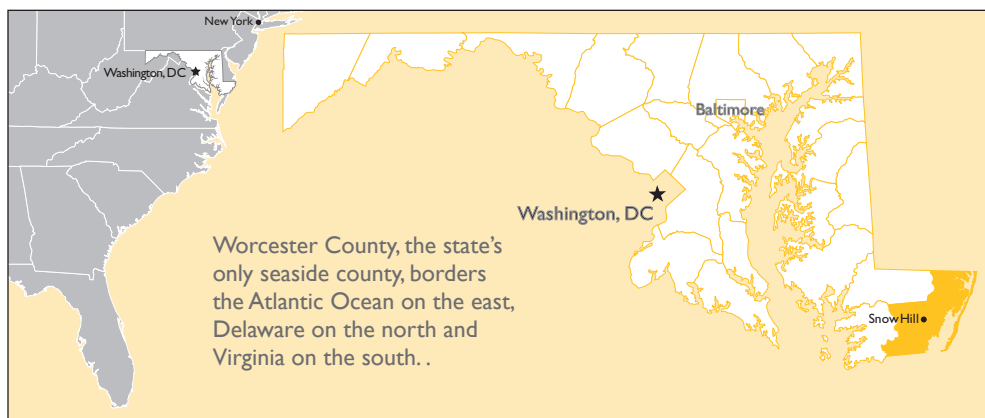 New York
Washington, DC
Baltimore
Washington, DC
Worcester County, the state's
only seaside county, borders
the Atlantic Ocean on the east,
Delaware on the north and
Virginia on the south. .
Snow Hill